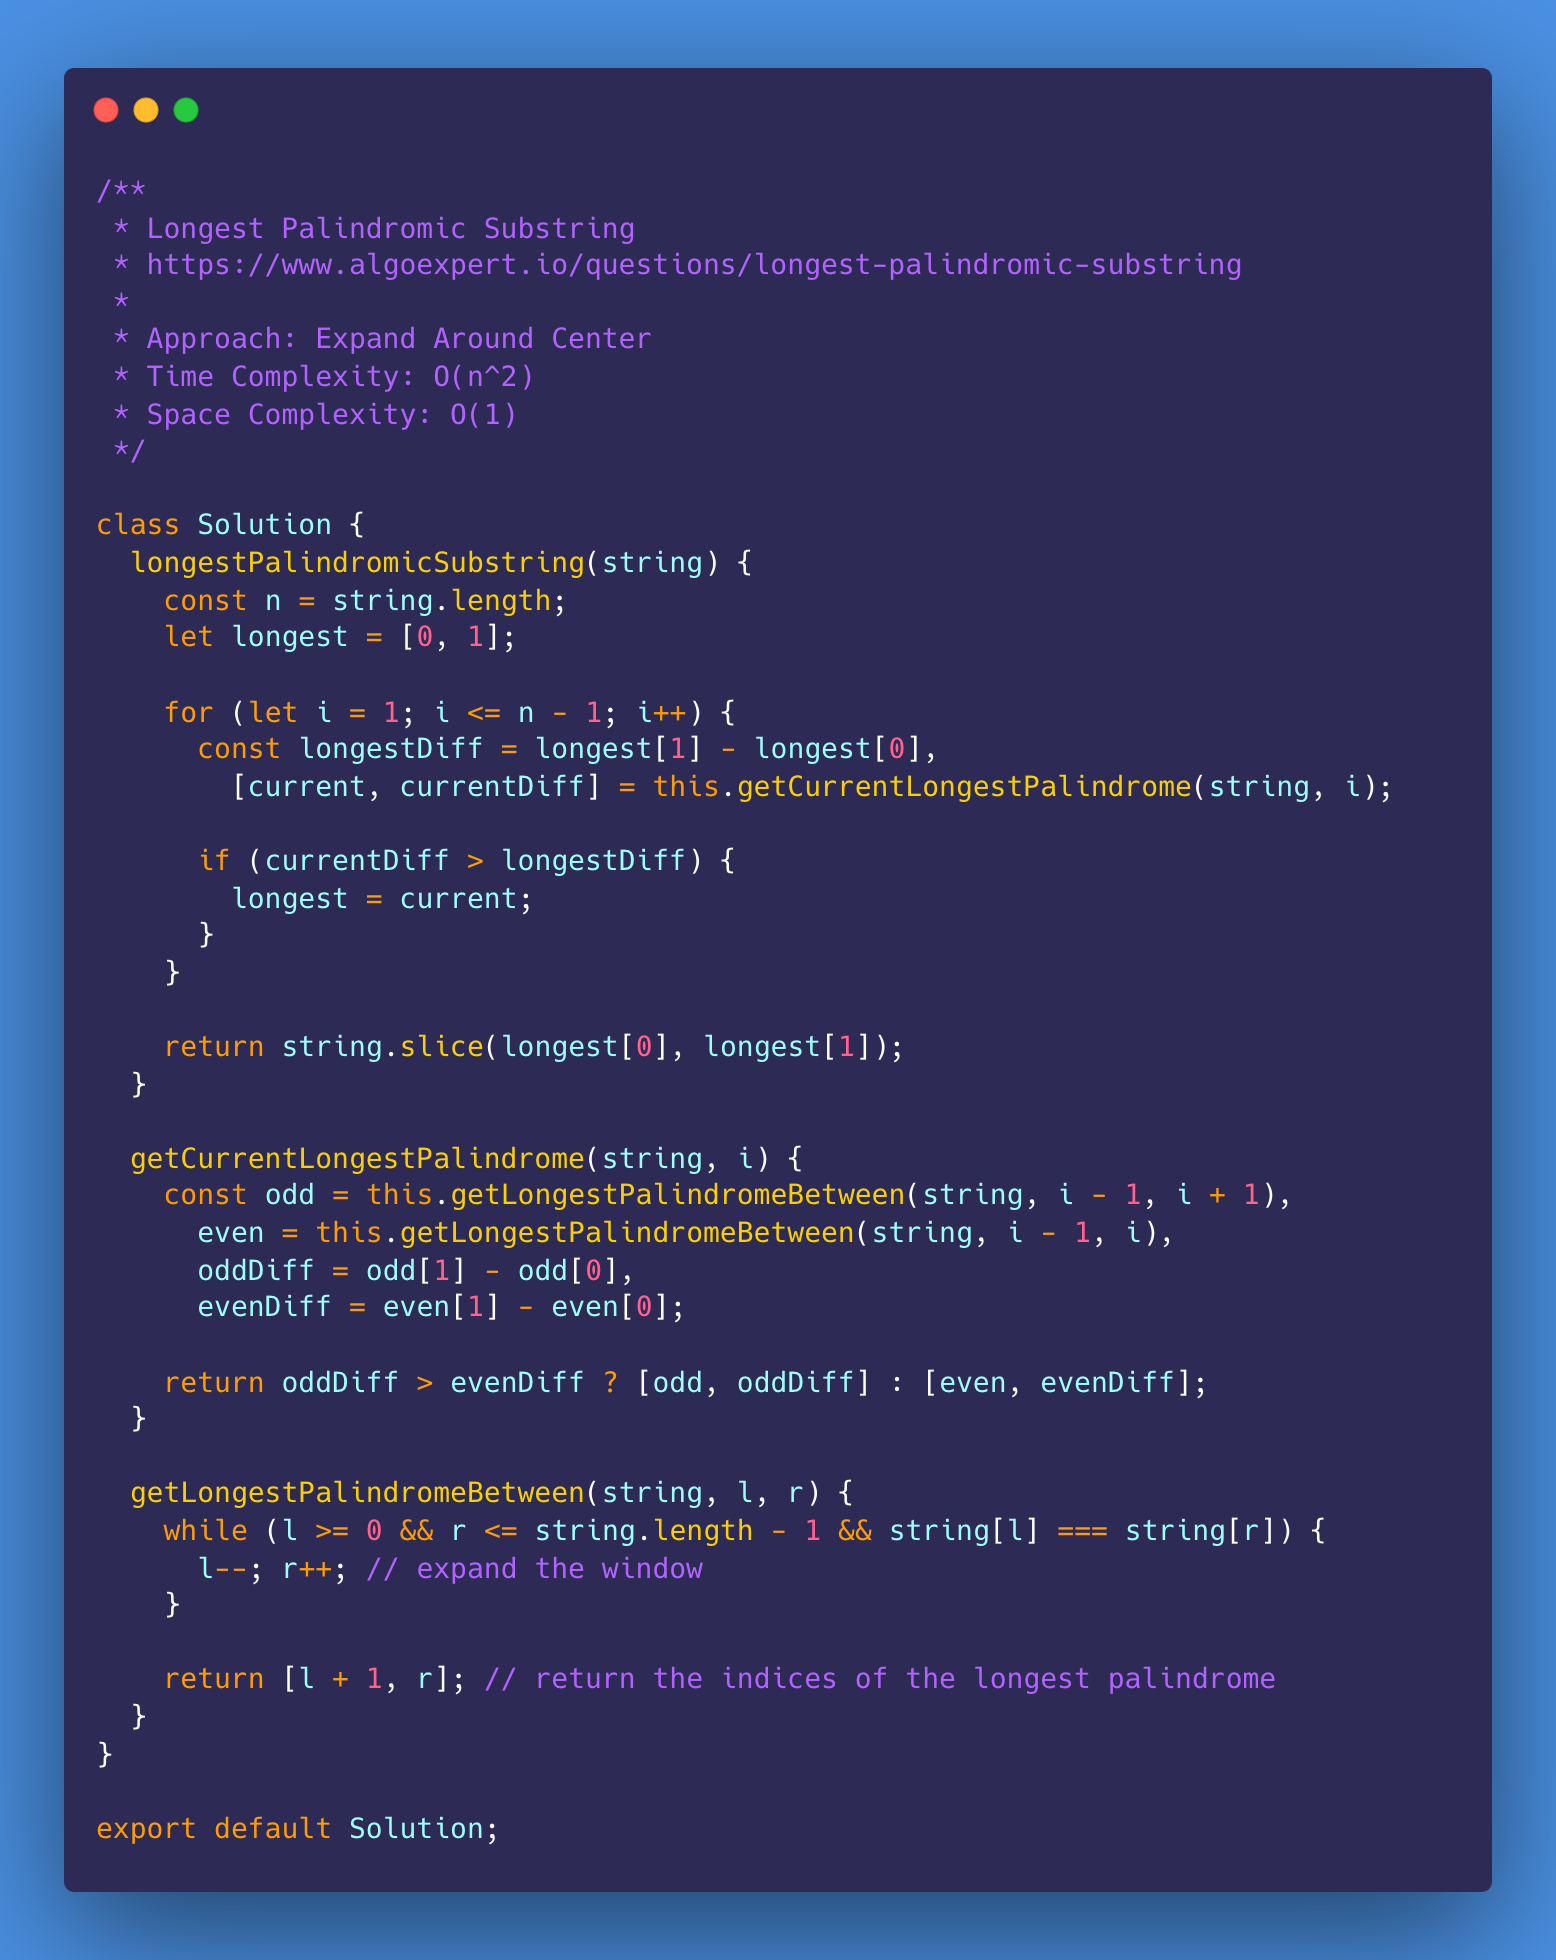 /**
 * Longest Palindromic Substring
 * https://www.algoexpert.io/questions/longest-palindromic-substring
 *
 * Approach: Expand Around Center
 * Time Complexity: O(n^2)
 * Space Complexity: O(1)
 */

class Solution {
  longestPalindromicSubstring(string) {
    const n = string.length;
    let longest = [0, 1];

    for (let i = 1; i <= n - 1; i++) {
      const longestDiff = longest[1] - longest[0],
        [current, currentDiff] = this.getCurrentLongestPalindrome(string, i);

      if (currentDiff > longestDiff) {
        longest = current;
      }
    }

    return string.slice(longest[0], longest[1]);
  }

  getCurrentLongestPalindrome(string, i) {
    const odd = this.getLongestPalindromeBetween(string, i - 1, i + 1),
      even = this.getLongestPalindromeBetween(string, i - 1, i),
      oddDiff = odd[1] - odd[0],
      evenDiff = even[1] - even[0];

    return oddDiff > evenDiff ? [odd, oddDiff] : [even, evenDiff];
  }

  getLongestPalindromeBetween(string, l, r) {
    while (l >= 0 && r <= string.length - 1 && string[l] === string[r]) {
      l--; r++; // expand the window
    }

    return [l + 1, r]; // return the indices of the longest palindrome
  }
}

export default Solution;